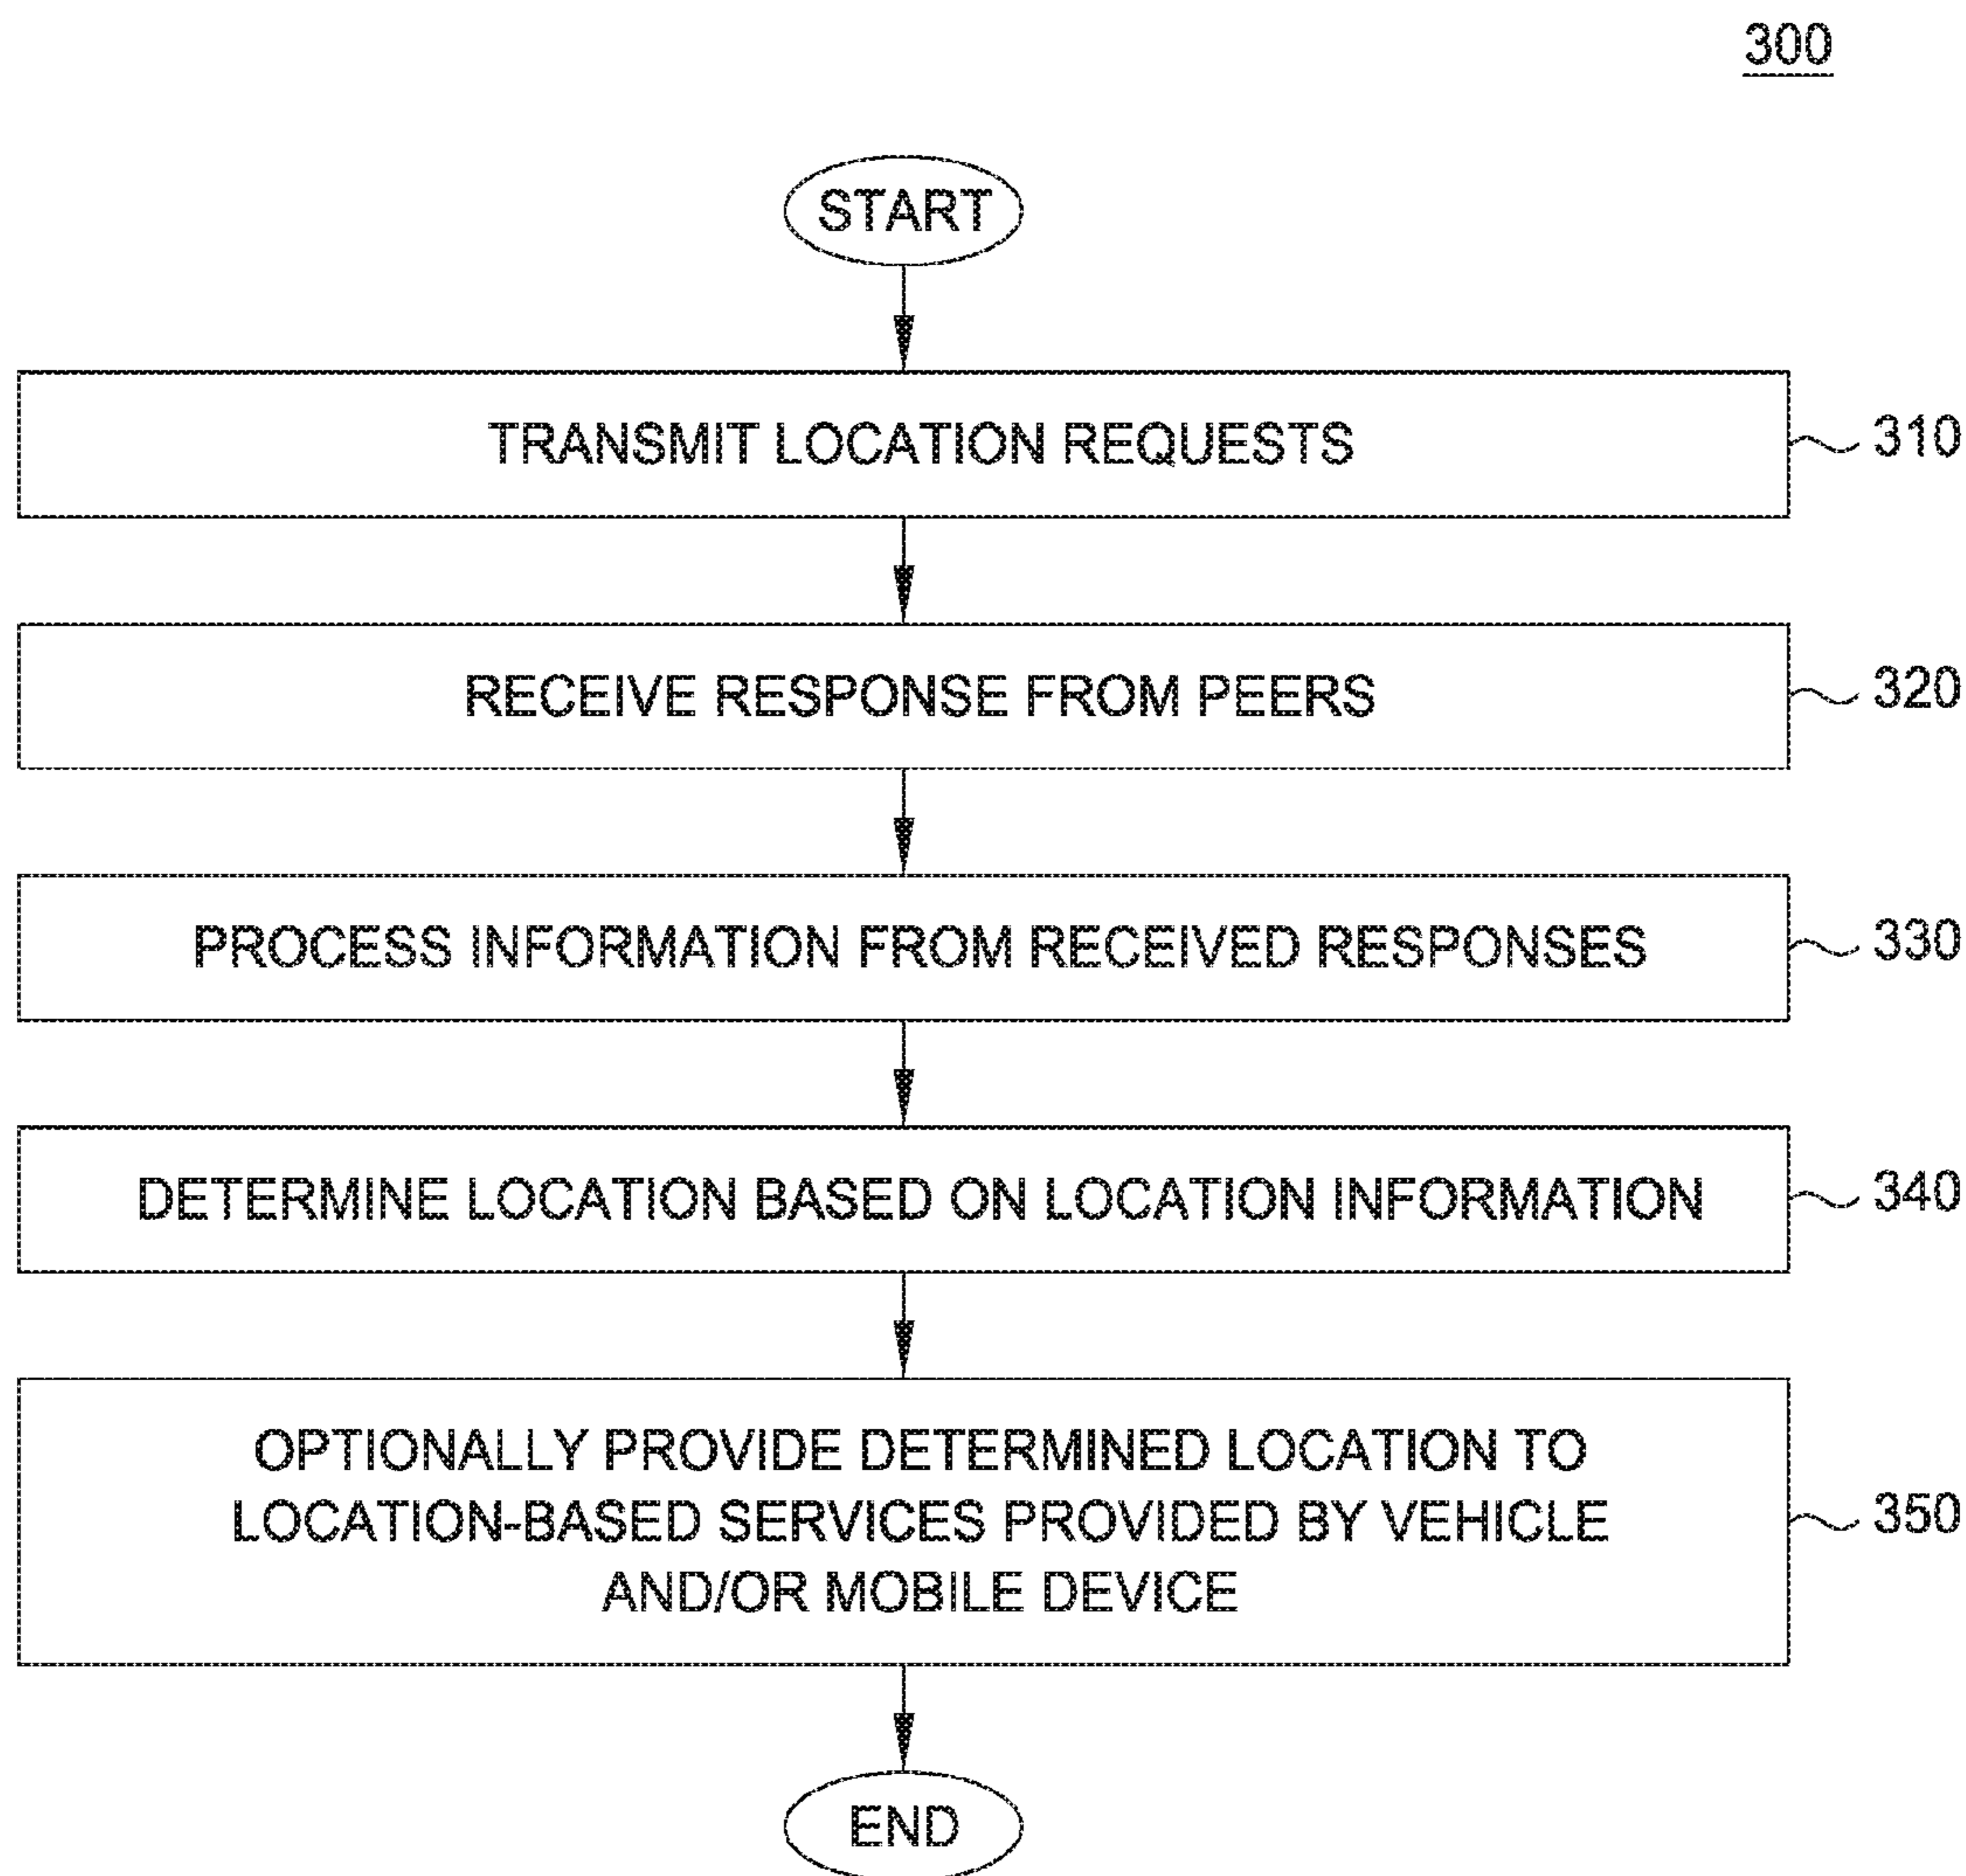 300
START
TRANSMIT LOCATION REQUESTS
310
RECEIVE RESPONSE FROM PEERS
320
PROCESS INFORMATION FROM RECEIVED RESPONSES
330
DETERMINE LOCATION BASED ON LOCATION INFORMATION
340
OPTIONALLY PROVIDE DETERMINED LOCATION TO
LOCATION-BASED SERVICES PROVIDED BY VEHICLE
AND/OR MOBILE DEVICE
350
END